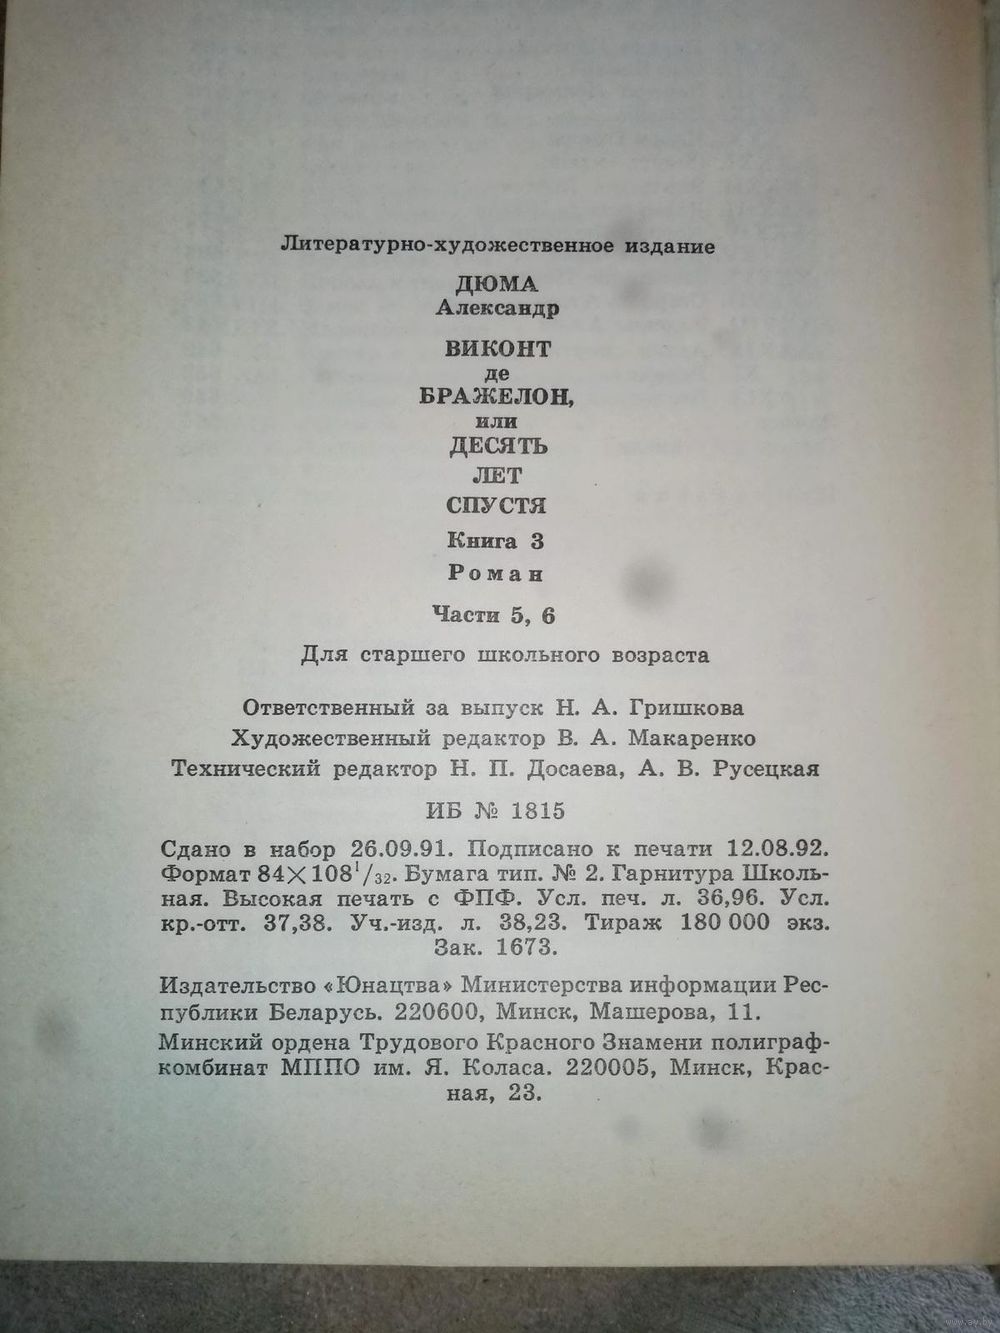 Литературно-художественное издание
ДЮМА
Александр
ВИКОНТ
де
БРАЖЕЛОН,
или
ДЕСЯТЬ
ЛЕТ
СПУСТЯ
Книга 3
Роман
Части 5, 6
Для старшего школьного возраста
Ответственный за выпуск Н. А. Гришкова
Художественный редактор В. А. Макаренко
Технический редактор Н. П. Досаева, А. В. Русецкая
ИБ № 1815
Сдано в набор 26.09.91. Подписано к печати 12.08.92.
Формат 84×108¹/₃₂. Бумага тип. № 2. Гарнитура Школь-
ная. Высокая печать с ФПФ. Усл. печ. л. 36,96. Усл.
кр.-отт. 37,38. Уч.-изд. л. 38,23. Тираж 180 000 экз.
Зак. 1673.
Издательство «Юнацтва» Министерства информации Рес-
публики Беларусь. 220600, Минск, Машерова, 11.
Минский ордена Трудового Красного Знамени полиграф-
комбинат МППО им. Я. Коласа. 220005, Минск, Крас-
ная, 23.
www.ay.by